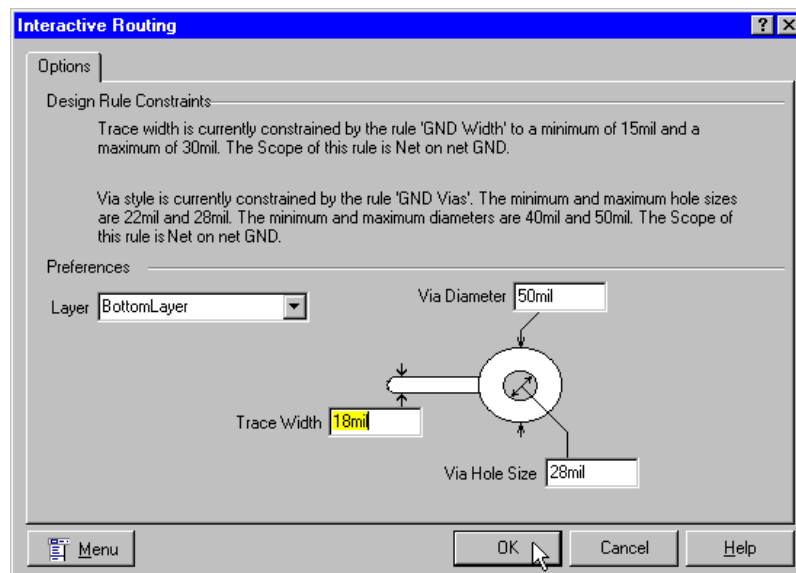 Interactive Routing
Options
Design Rule Constraints
Trace width is currently constrained by the rule 'GND Width' to a minimum of 15mil and a
maximum of 30mil. The Scope of this rule is Net on net GND.
Via style is currently constrained by the rule 'GND Vias'. The minimum and maximum hole sizes
are 22mil and 28mil. The minimum and maximum diameters are 40mil and 50mil. The Scope of
this rule is Net on net GND.
Preferences
Layer BottomLayer
Via Diameter 50mil
Trace Width 18mil
Via Hole Size 28mil
Menu OK Cancel Help